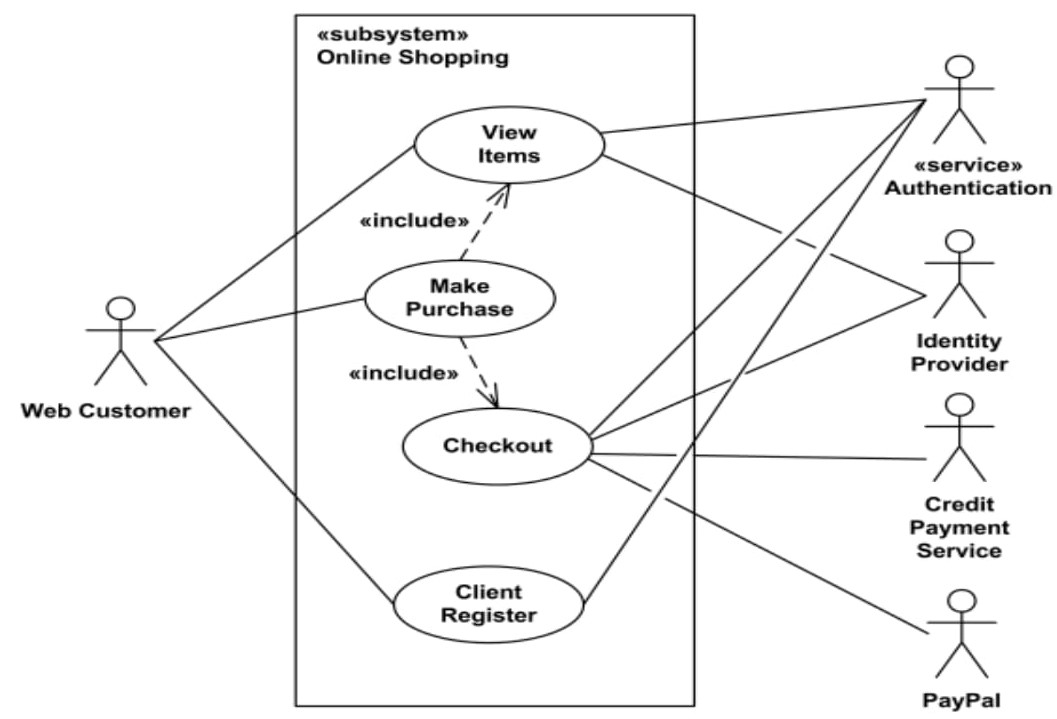 «subsystem»
Online Shopping
View
Items
«include»
Make
Purchase
«include»
Checkout
Client
Register
Web Customer
«service»
Authentication
Identity
Provider
Credit
Payment
Service
PayPal